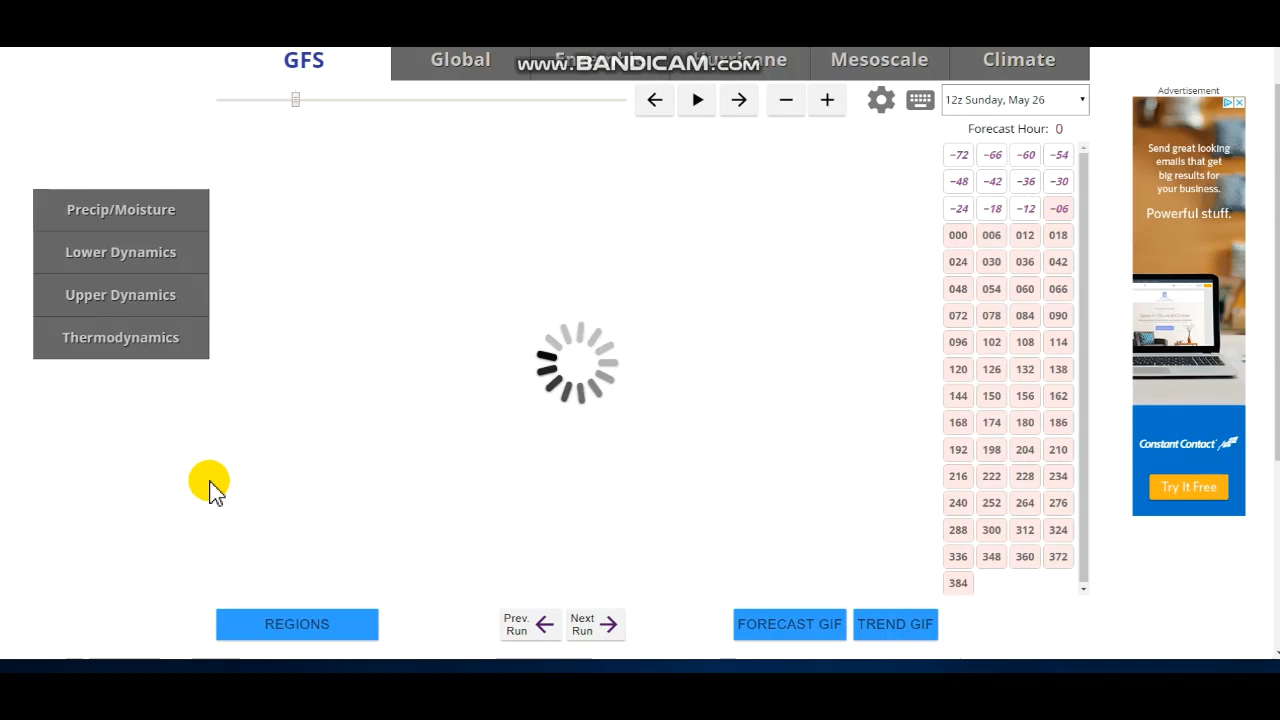 GFS
Global
Mesoscale
Climate
www.BANDICAM.com
12z Sunday, May 26
Forecast Hour: 0
−72 −66 −60 −54
−48 −42 −36 −30
−24 −18 −12 −06
000 006 012 018
024 030 036 042
048 054 060 066
072 078 084 090
096 102 108 114
120 126 132 138
144 150 156 162
168 174 180 186
192 198 204 210
216 222 228 234
240 252 264 276
288 300 312 324
336 348 360 372
384
Precip/Moisture
Lower Dynamics
Upper Dynamics
Thermodynamics
REGIONS
Prev. Run
Next Run
FORECAST GIF
TREND GIF
Advertisement
Send great looking
emails that get
big results for
your business.
Powerful stuff.
Constant Contact
Try It Free